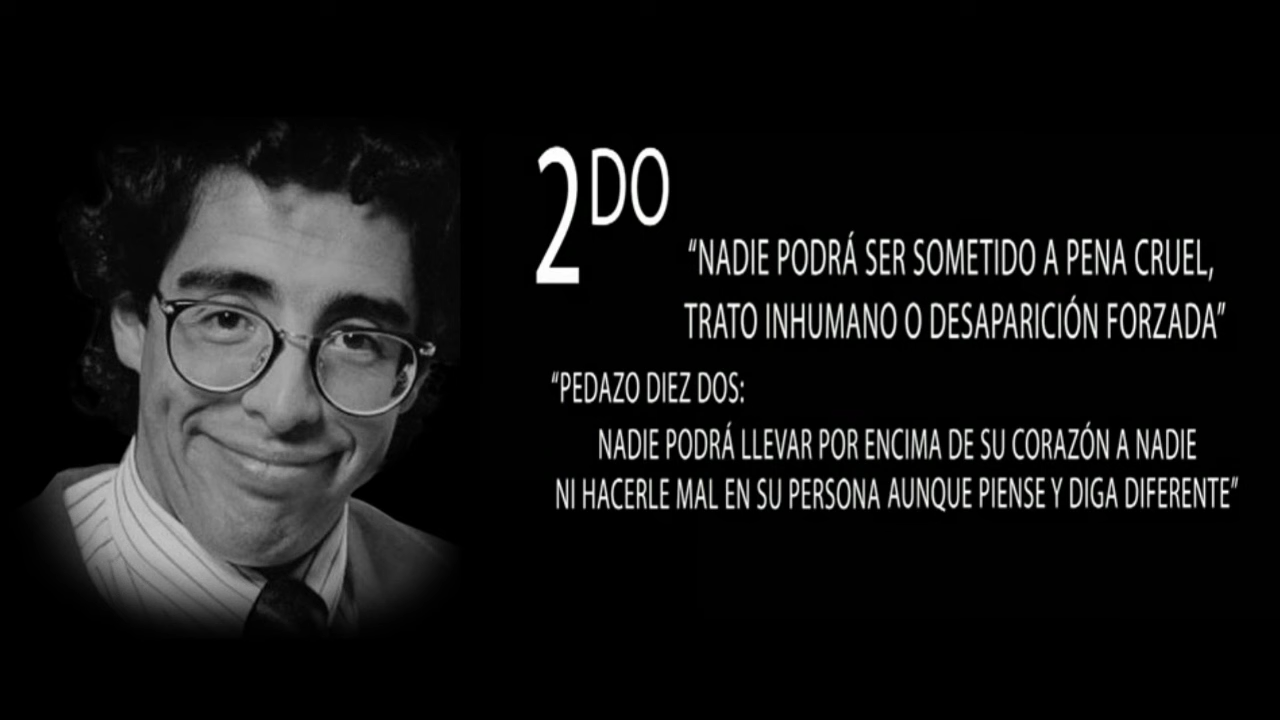 2DO
“NADIE PODRÁ SER SOMETIDO A PENA CRUEL,
TRATO INHUMANO O DESAPARICIÓN FORZADA”
“PEDAZO DIEZ DOS:
NADIE PODRÁ LLEVAR POR ENCIMA DE SU CORAZÓN A NADIE
NI HACERLE MAL EN SU PERSONA AUNQUE PIENSE Y DIGA DIFERENTE”